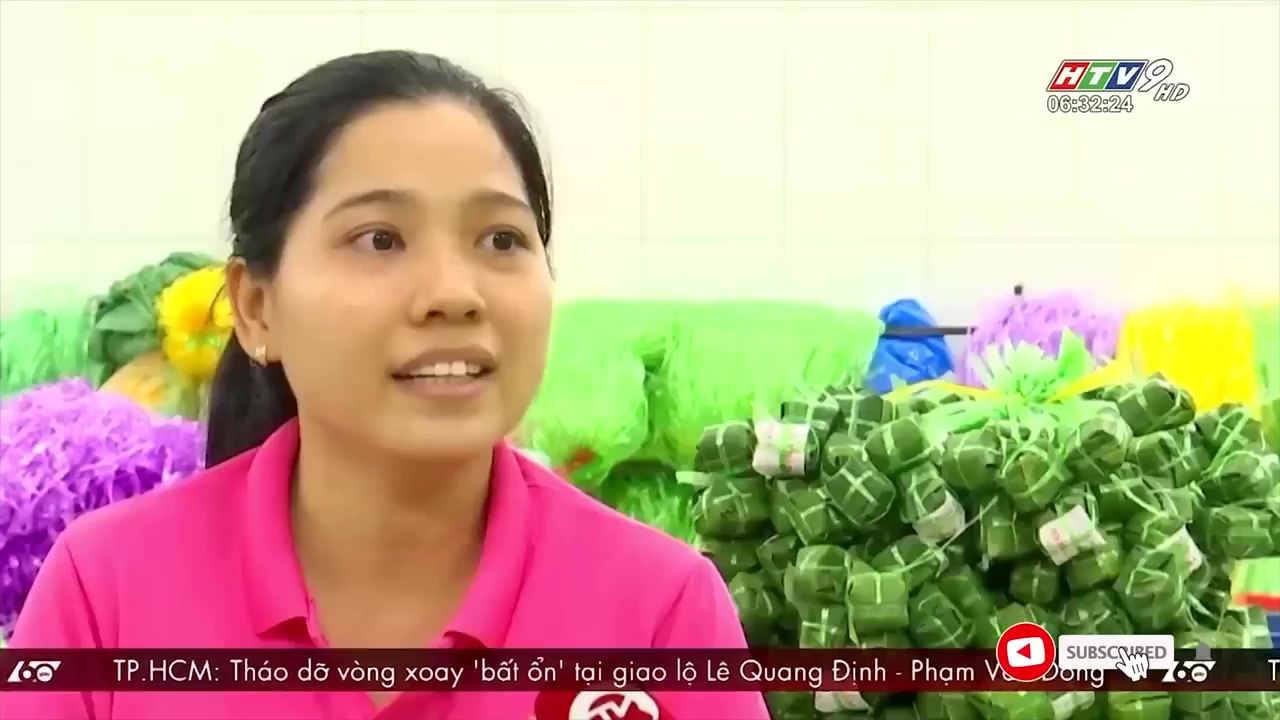 HTV9
HD
06:32:24
TP.HCM: Tháo dỡ vòng xoay 'bất ổn' tại giao lộ Lê Quang Định - Phạm Văn Đồng
SUBSCRIBED